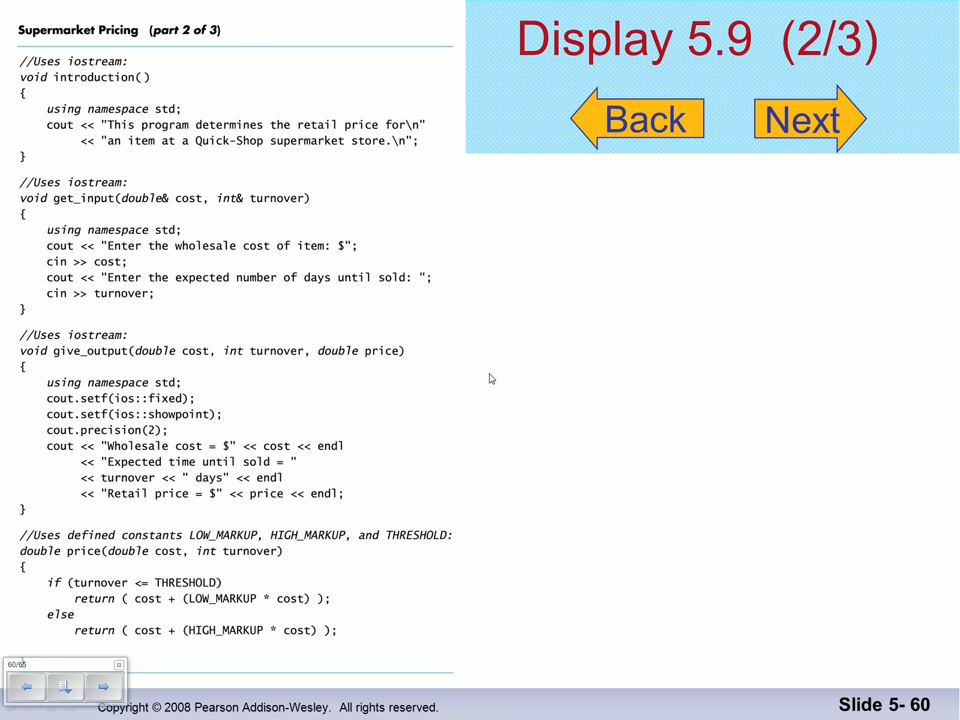 Supermarket Pricing (part 2 of 3)
//Uses iostream:
void introduction()
{
    using namespace std;
    cout << "This program determines the retail price for\n"
         << "an item at a Quick-Shop supermarket store.\n";
}
//Uses iostream:
void get_input(double& cost, int& turnover)
{
    using namespace std;
    cout << "Enter the wholesale cost of item: $";
    cin >> cost;
    cout << "Enter the expected number of days until sold: ";
    cin >> turnover;
}
//Uses iostream:
void give_output(double cost, int turnover, double price)
{
    using namespace std;
    cout.setf(ios::fixed);
    cout.setf(ios::showpoint);
    cout.precision(2);
    cout << "Wholesale cost = $" << cost << endl
         << "Expected time until sold = "
         << turnover << " days" << endl
         << "Retail price = $" << price << endl;
}
//Uses defined constants LOW_MARKUP, HIGH_MARKUP, and THRESHOLD:
double price(double cost, int turnover)
{
    if (turnover <= THRESHOLD)
        return ( cost + (LOW_MARKUP * cost) );
    else
        return ( cost + (HIGH_MARKUP * cost) );
Display 5.9 (2/3)
Back
Next
60/65
Copyright © 2008 Pearson Addison-Wesley. All rights reserved.
Slide 5- 60